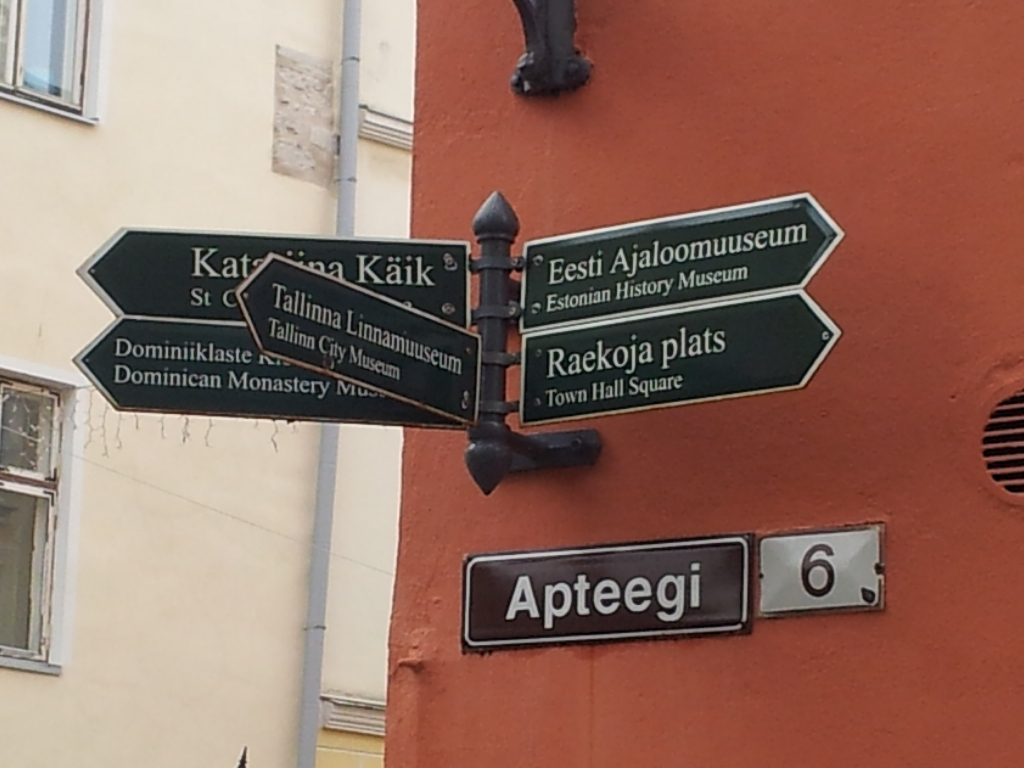 Käik
St
Dominiiklaste
Dominican Monastery
Tallinna Linnamuuseum
Tallinn City Museum
Eesti Ajaloomuuseum
Estonian History Museum
Raekoja plats
Town Hall Square
Apteegi
6